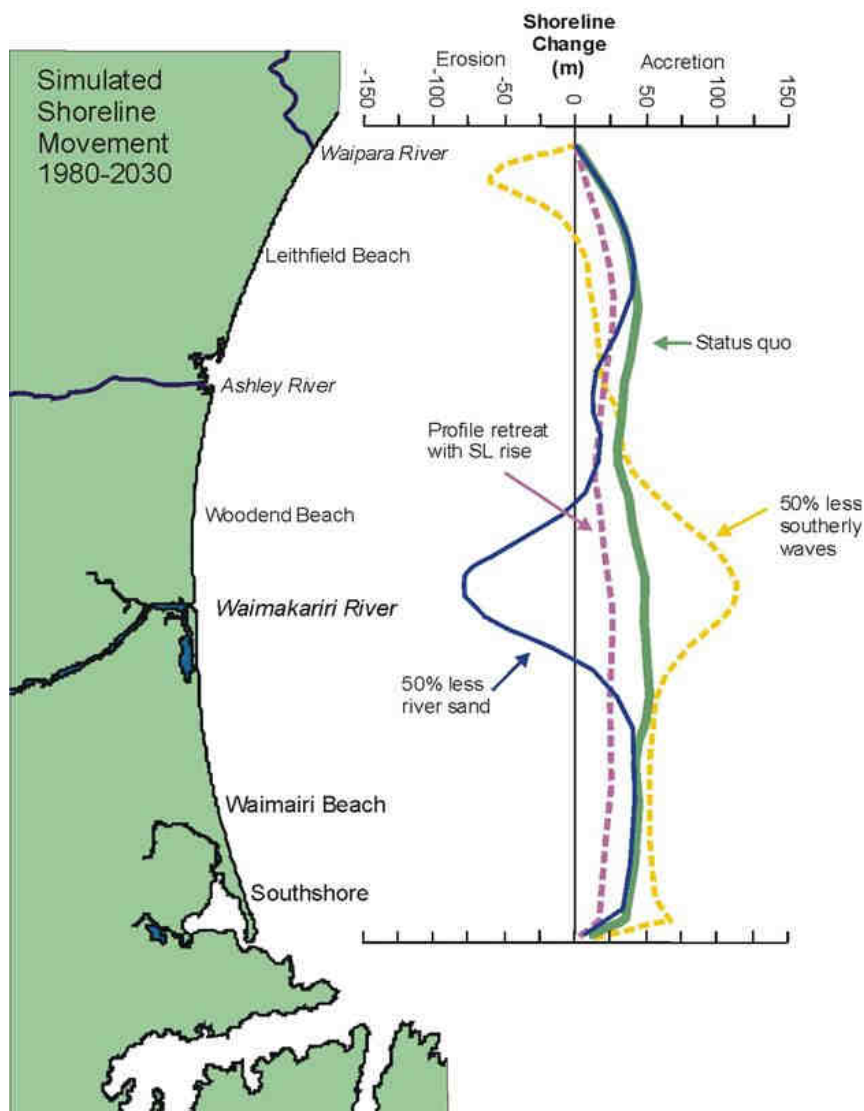 Simulated
Shoreline
Movement
1980-2030
Waipara River
Leithfield Beach
Ashley River
Woodend Beach
Waimakariri River
Waimairi Beach
Southshore
Shoreline
Change
(m)
Erosion
Accretion
-150
-100
-50
0
50
100
150
Status quo
Profile retreat
with SL rise
50% less
southerly
waves
50% less
river sand